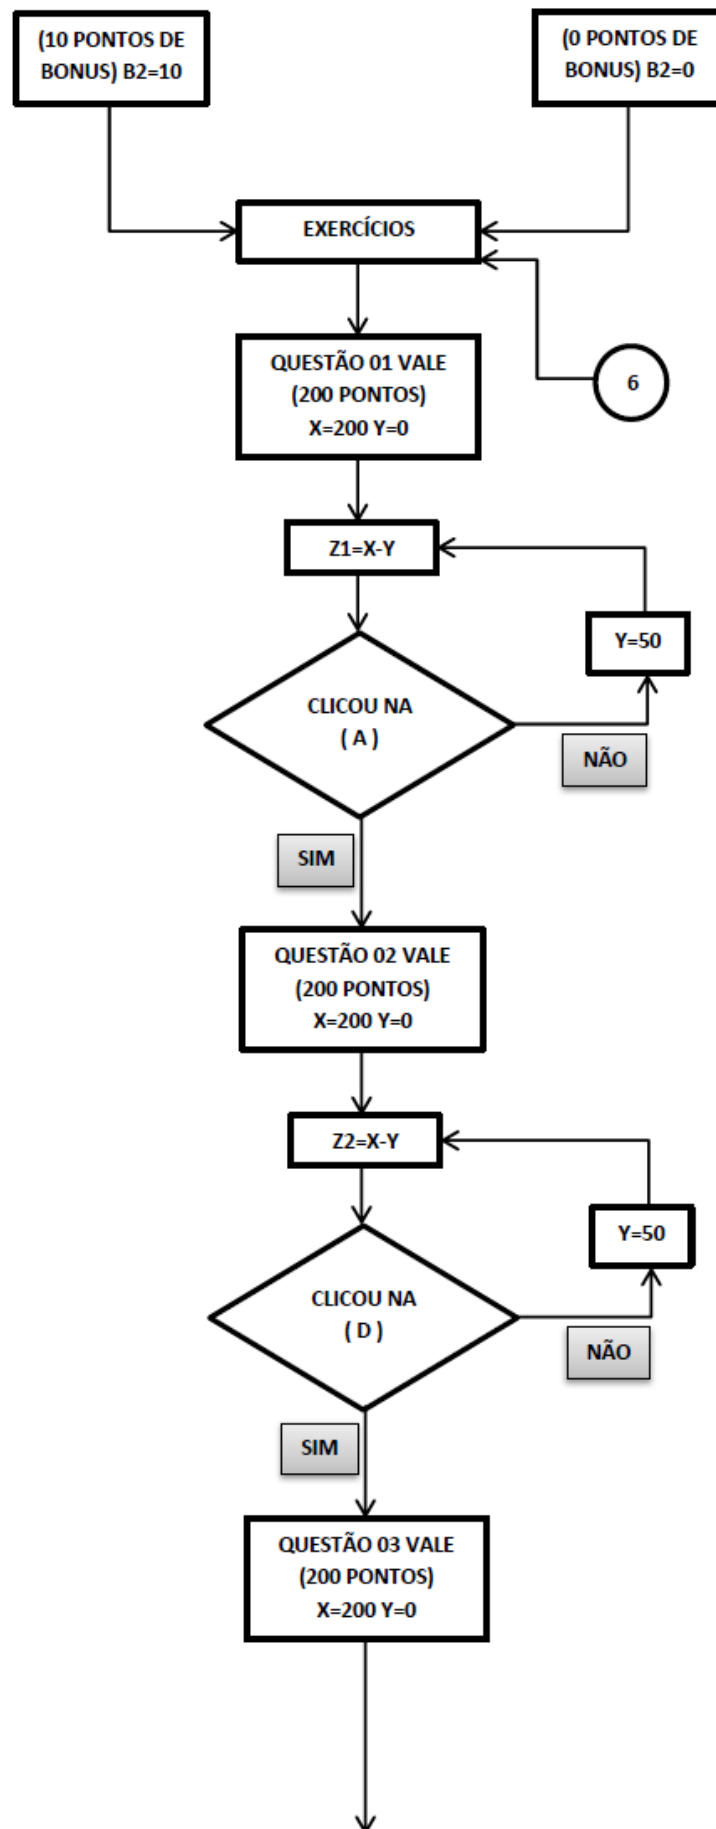 (10 PONTOS DE
BONUS) B2=10
(0 PONTOS DE
BONUS) B2=0
EXERCÍCIOS
QUESTÃO 01 VALE
(200 PONTOS)
X=200 Y=0
6
Z1=X-Y
Y=50
CLICOU NA
( A )
NÃO
SIM
QUESTÃO 02 VALE
(200 PONTOS)
X=200 Y=0
Z2=X-Y
Y=50
CLICOU NA
( D )
NÃO
SIM
QUESTÃO 03 VALE
(200 PONTOS)
X=200 Y=0